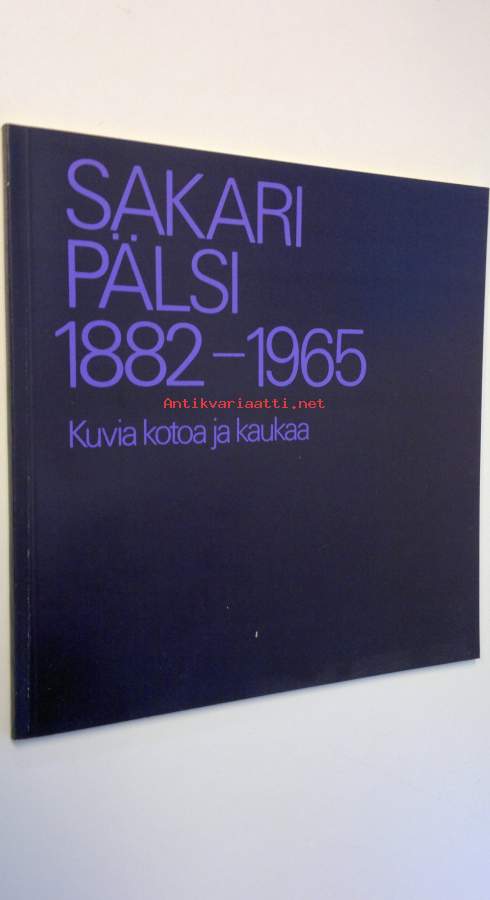 SAKARI
PÄLSI
1882–1965
Antikvariaatti.net
Kuvia kotoa ja kaukaa